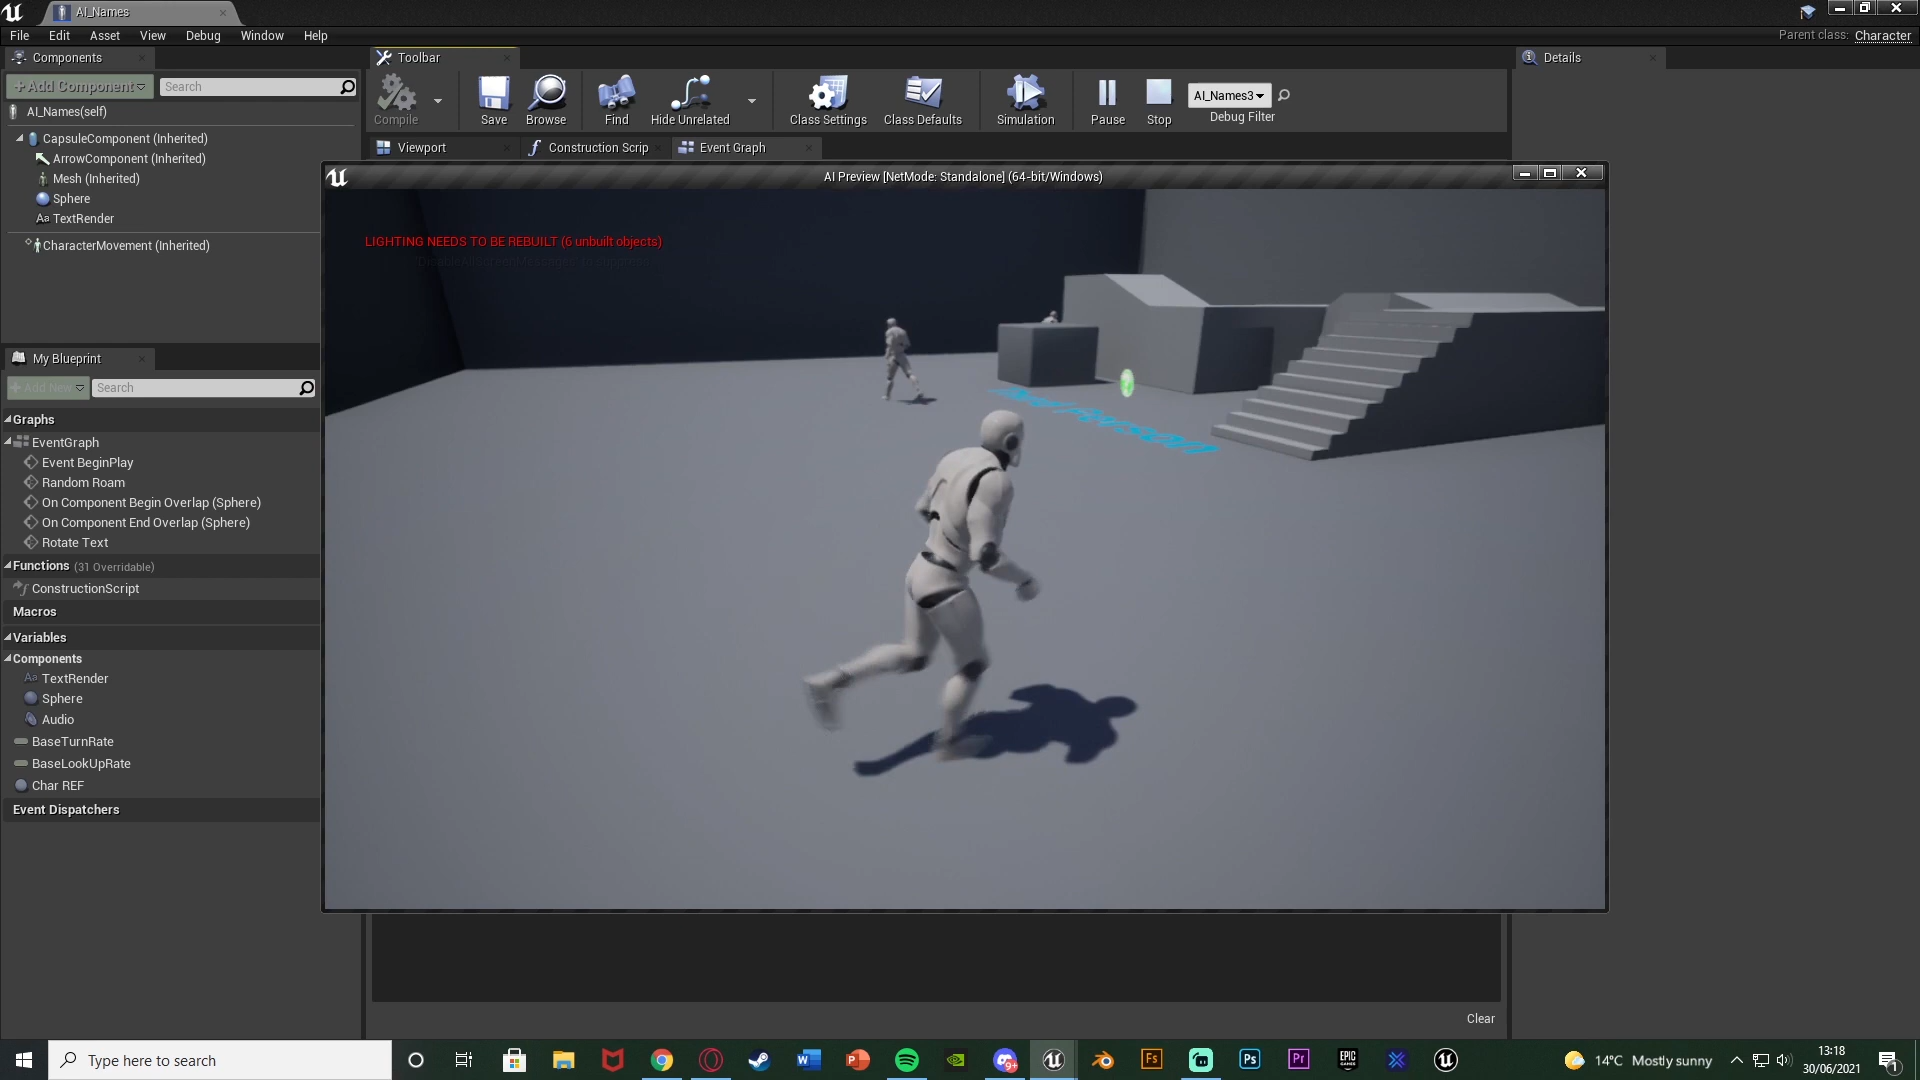 AI_Names
File Edit Asset View Debug Window Help
Parent class: Character
Components
Toolbar
Details
+Add Component
Search
AI_Names(self)
CapsuleComponent (Inherited)
ArrowComponent (Inherited)
Mesh (Inherited)
Sphere
Aa TextRender
CharacterMovement (Inherited)
Compile
Save
Browse
Find
Hide Unrelated
Class Settings
Class Defaults
Simulation
Pause
Stop
AI_Names3
Debug Filter
Viewport
Construction Scrip
Event Graph
AI Preview [NetMode: Standalone] (64-bit/Windows)
LIGHTING NEEDS TO BE REBUILT (6 unbuilt objects)
My Blueprint
+Add New
Search
Graphs
EventGraph
Event BeginPlay
Random Roam
On Component Begin Overlap (Sphere)
On Component End Overlap (Sphere)
Rotate Text
Functions (31 Overridable)
ConstructionScript
Macros
Variables
Components
Aa TextRender
Sphere
Audio
BaseTurnRate
BaseLookUpRate
Char REF
Event Dispatchers
Clear
Type here to search
14°C Mostly sunny
13:18
30/06/2021